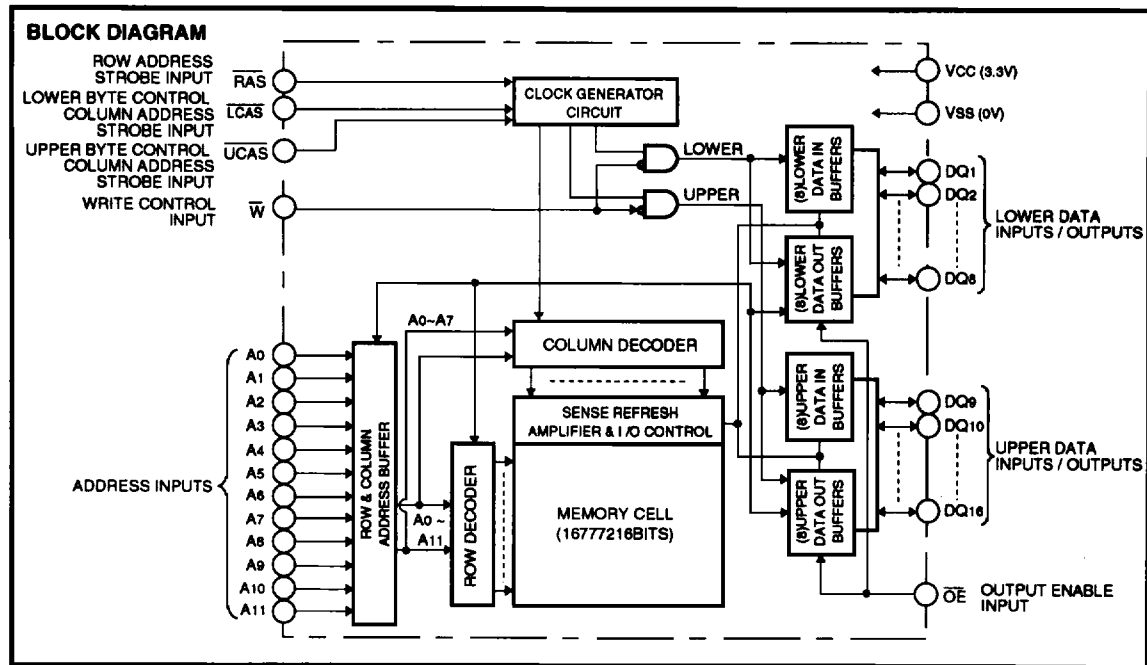 BLOCK DIAGRAM
ROW ADDRESS
STROBE INPUT
RAS
LOWER BYTE CONTROL
COLUMN ADDRESS
STROBE INPUT
LCAS
UPPER BYTE CONTROL
COLUMN ADDRESS
STROBE INPUT
UCAS
WRITE CONTROL
INPUT
W
CLOCK GENERATOR
CIRCUIT
LOWER
UPPER
VCC (3.3V)
VSS (0V)
(8)LOWER
DATA IN
BUFFERS
(8)LOWER
DATA OUT
BUFFERS
DQ1
DQ2
DQ8
LOWER DATA
INPUTS / OUTPUTS
A0~A7
COLUMN DECODER
SENSE REFRESH
AMPLIFIER & I /O CONTROL
MEMORY CELL
(16777216BITS)
ROW DECODER
A0 ~
A11
ROW & COLUMN
ADDRESS BUFFER
ADDRESS INPUTS
A0
A1
A2
A3
A4
A5
A6
A7
A8
A9
A10
A11
(8)UPPER
DATA IN
BUFFERS
(8)UPPER
DATA OUT
BUFFERS
DQ9
DQ10
DQ16
UPPER DATA
INPUTS / OUTPUTS
OE
OUTPUT ENABLE
INPUT